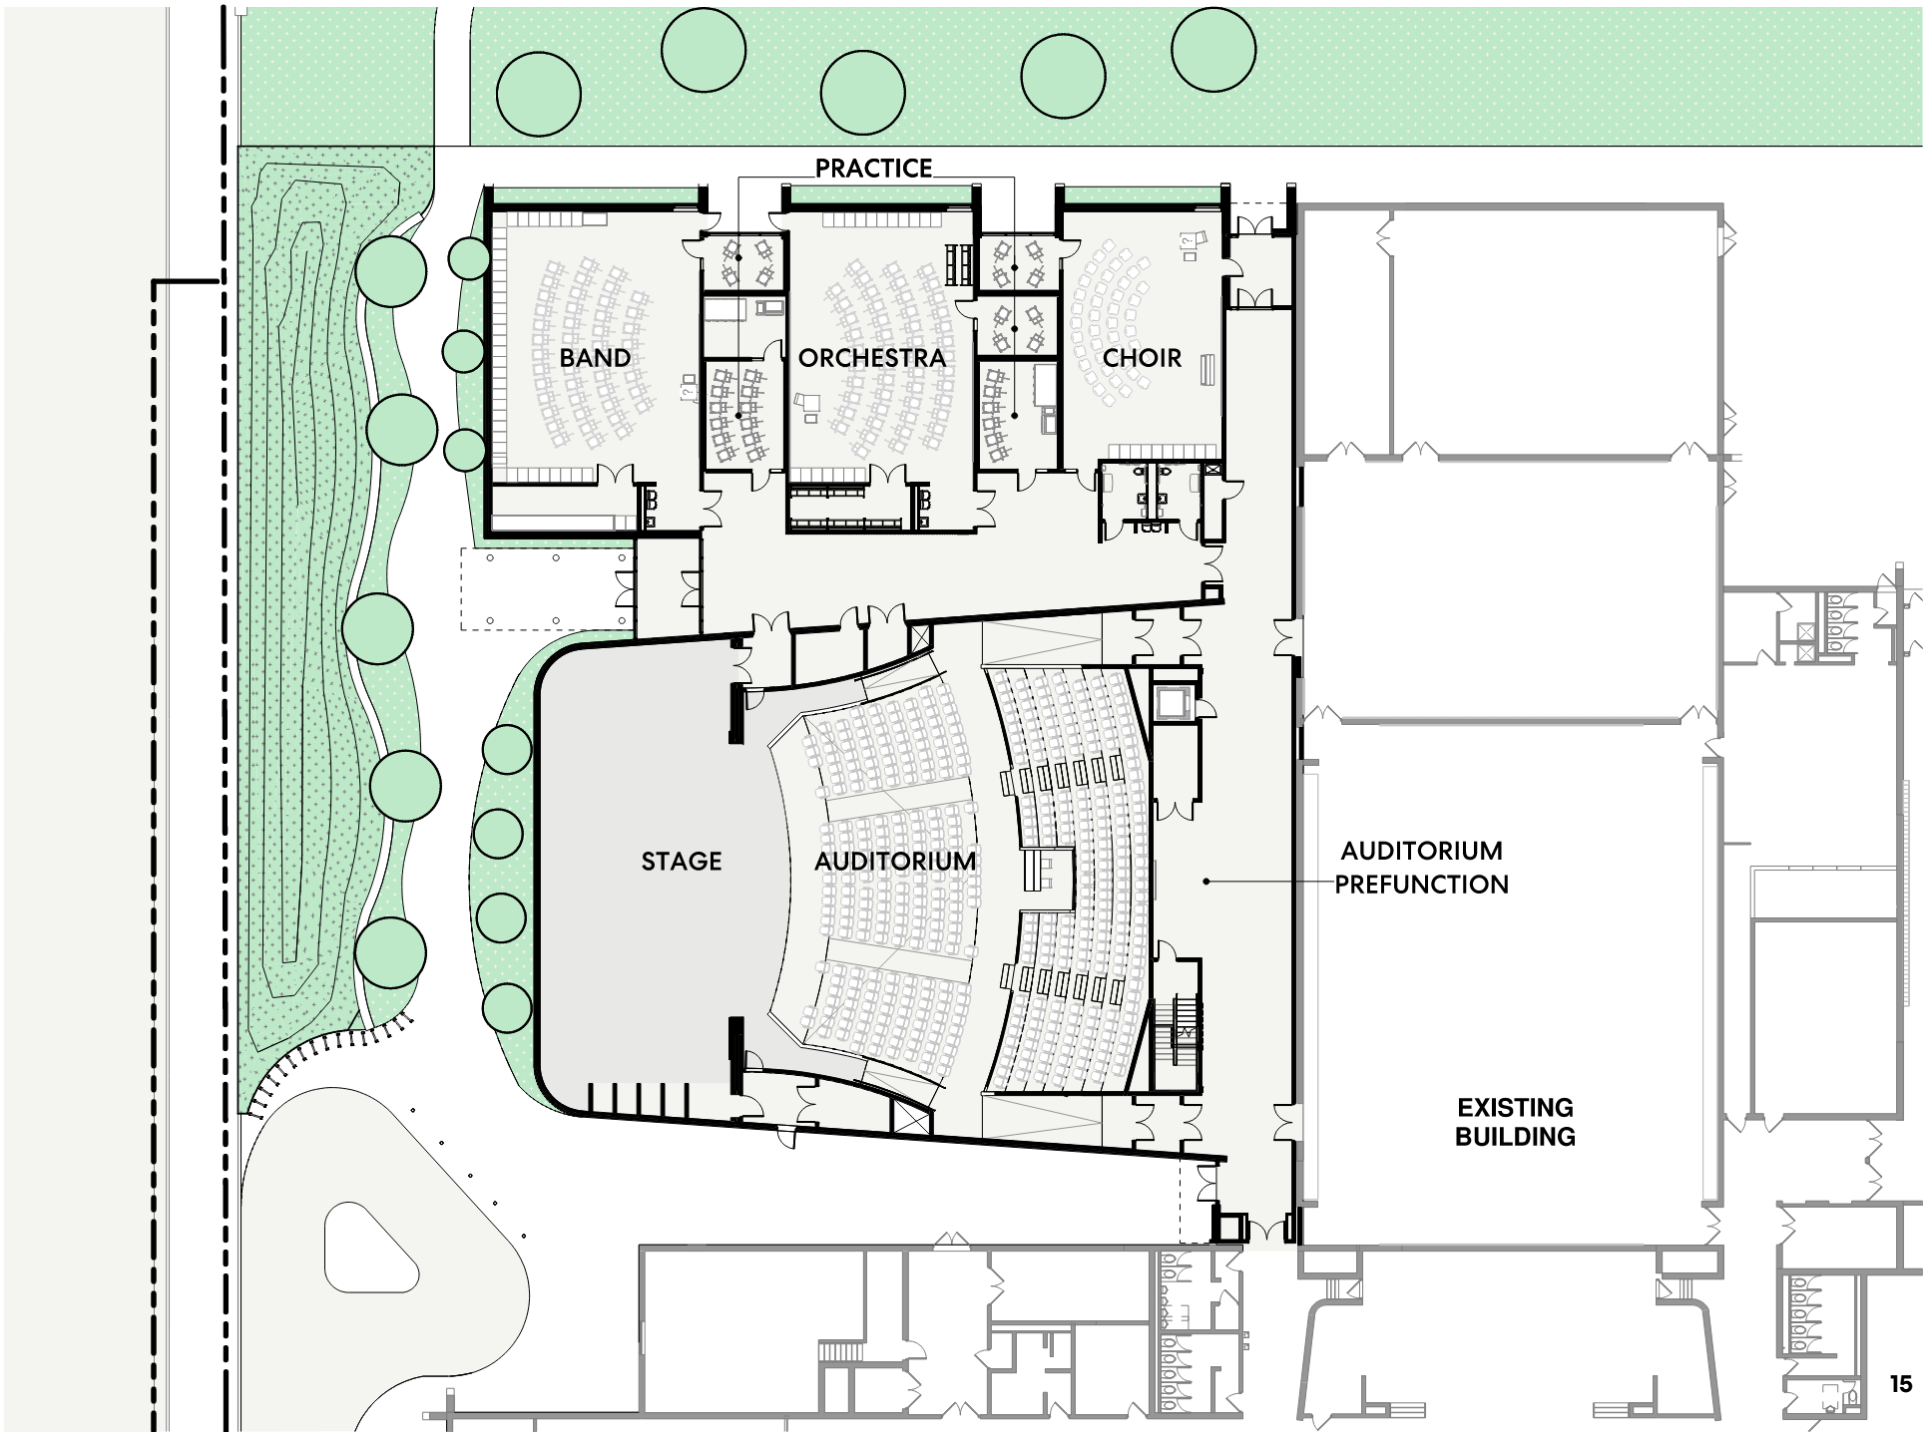 PRACTICE
BAND
ORCHESTRA
CHOIR
STAGE
AUDITORIUM
AUDITORIUM
PREFUNCTION
EXISTING
BUILDING
15